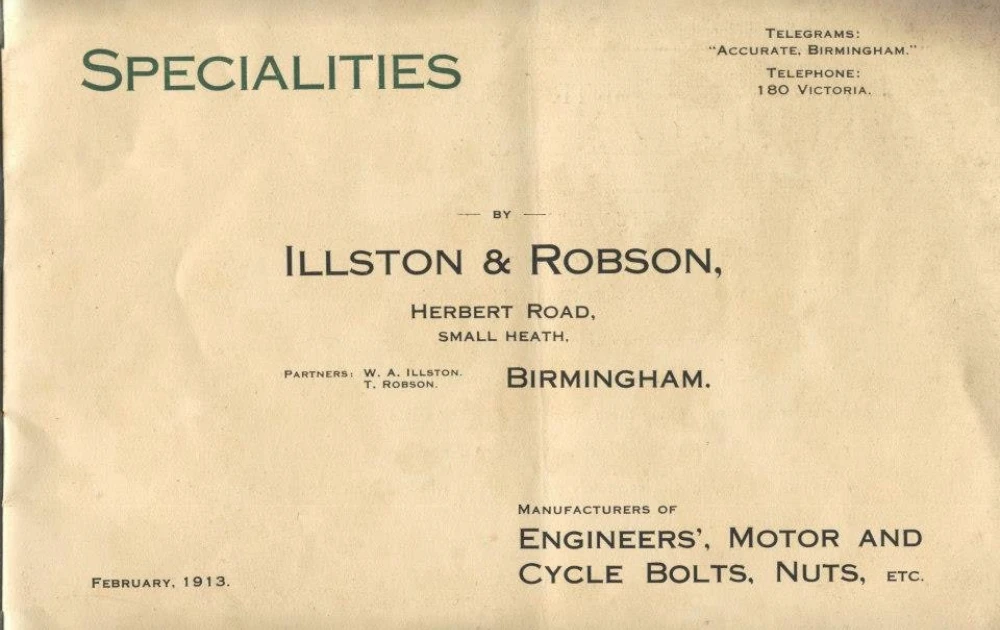 SPECIALITIES
TELEGRAMS:
"ACCURATE, BIRMINGHAM."
TELEPHONE:
180 VICTORIA.
— BY —
ILLSTON & ROBSON,
HERBERT ROAD,
SMALL HEATH,
PARTNERS: W. A. ILLSTON.
T. ROBSON.
BIRMINGHAM.
MANUFACTURERS OF
ENGINEERS', MOTOR AND
CYCLE BOLTS, NUTS, ETC.
FEBRUARY, 1913.